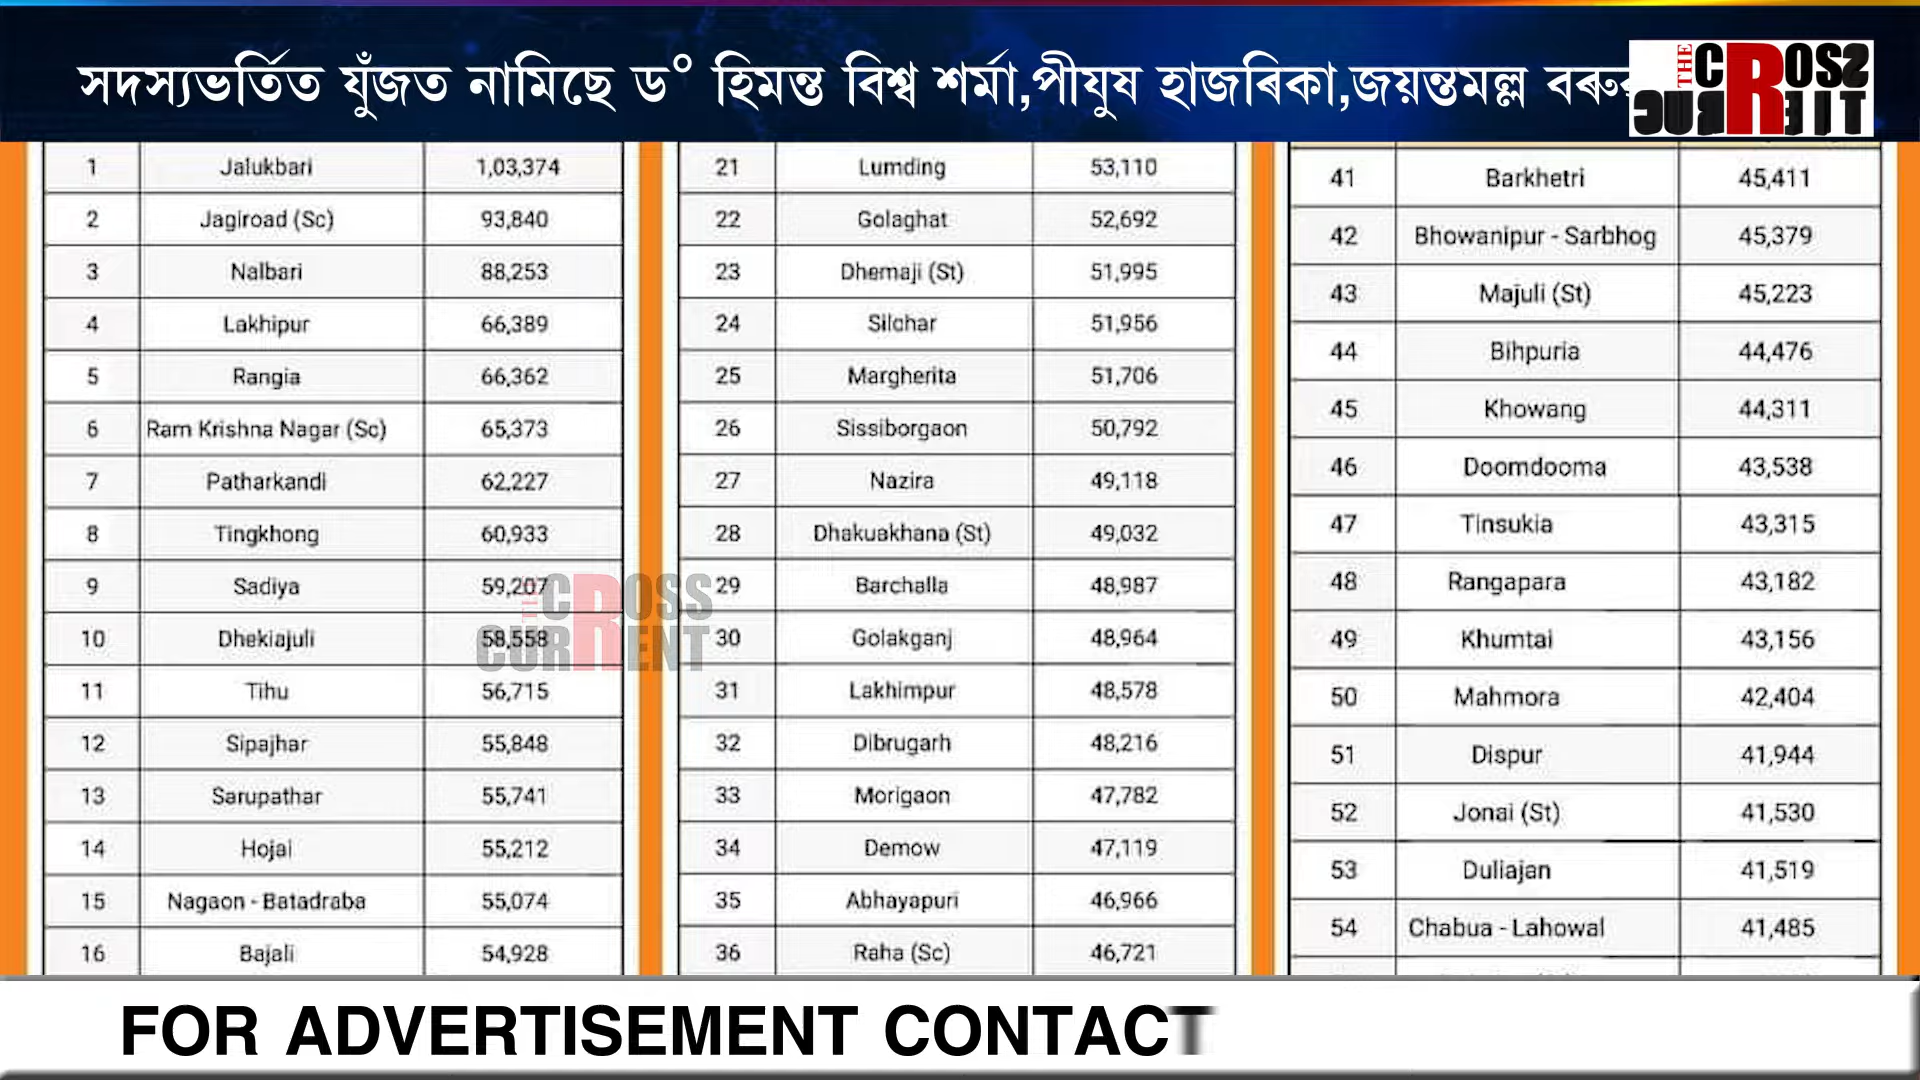 সদস্যভৰ্তিত যুঁজত নামিছে ড° হিমন্ত বিশ্ব শৰ্মা,পীযুষ হাজৰিকা,জয়ন্তমল্ল
THE CROSS
CURRENT
1 Jalukbari 1,03,374
2 Jagiroad (Sc) 93,840
3 Nalbari 88,253
4 Lakhipur 66,389
5 Rangia 66,362
6 Ram Krishna Nagar (Sc) 65,373
7 Patharkandi 62,227
8 Tingkhong 60,933
9 Sadiya 59,207
10 Dhekiajuli 58,558
11 Tihu 56,715
12 Sipajhar 55,848
13 Sarupathar 55,741
14 Hojai 55,212
15 Nagaon - Batadraba 55,074
16 Bajali 54,928
21 Lumding 53,110
22 Golaghat 52,692
23 Dhemaji (St) 51,995
24 Silchar 51,956
25 Margherita 51,706
26 Sissiborgaon 50,792
27 Nazira 49,118
28 Dhakuakhana (St) 49,032
29 Barchalla 48,987
30 Golakganj 48,964
31 Lakhimpur 48,578
32 Dibrugarh 48,216
33 Morigaon 47,782
34 Demow 47,119
35 Abhayapuri 46,966
36 Raha (Sc) 46,721
41 Barkhetri 45,411
42 Bhowanipur - Sarbhog 45,379
43 Majuli (St) 45,223
44 Bihpuria 44,476
45 Khowang 44,311
46 Doomdooma 43,538
47 Tinsukia 43,315
48 Rangapara 43,182
49 Khumtai 43,156
50 Mahmora 42,404
51 Dispur 41,944
52 Jonai (St) 41,530
53 Duliajan 41,519
54 Chabua - Lahowal 41,485
THE CROSS
CURRENT
FOR ADVERTISEMENT CONTACT